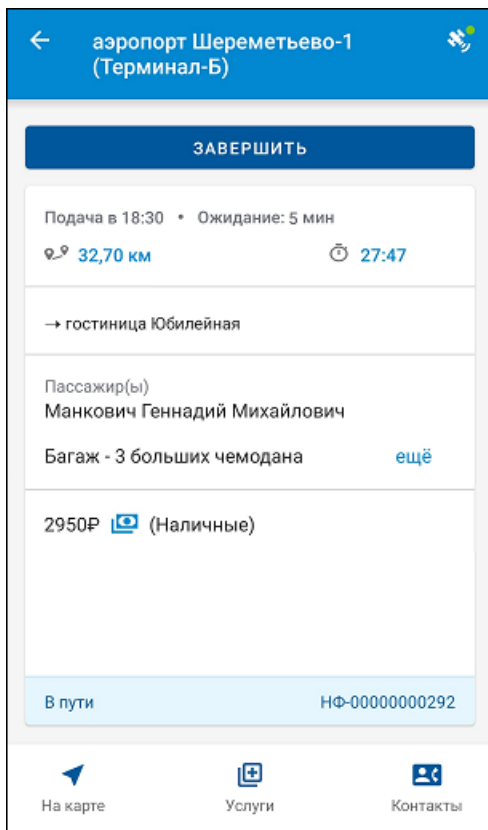 аэропорт Шереметьево-1
(Терминал-Б)
ЗАВЕРШИТЬ
Подача в 18:30 • Ожидание: 5 мин
32,70 км 27:47
→ гостиница Юбилейная
Пассажир(ы)
Манкович Геннадий Михайлович
Багаж - 3 больших чемодана ещё
2950₽ (Наличные)
В пути НФ-00000000292
На карте Услуги Контакты